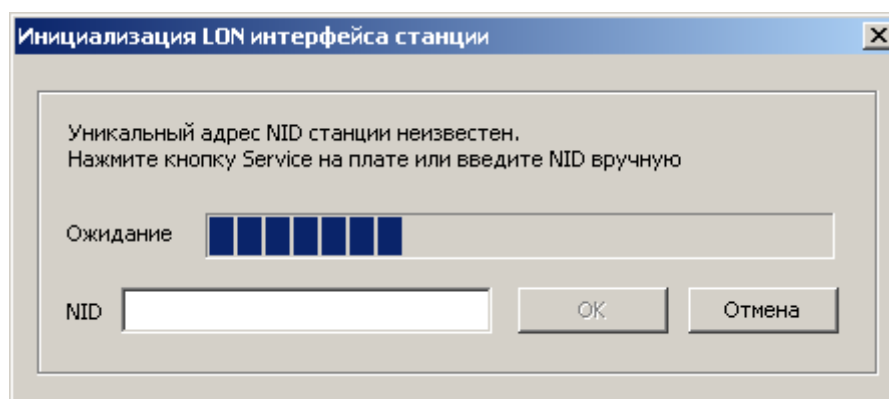 Инициализация LON интерфейса станции
Уникальный адрес NID станции неизвестен.
Нажмите кнопку Service на плате или введите NID вручную
Ожидание
NID
OK
Отмена